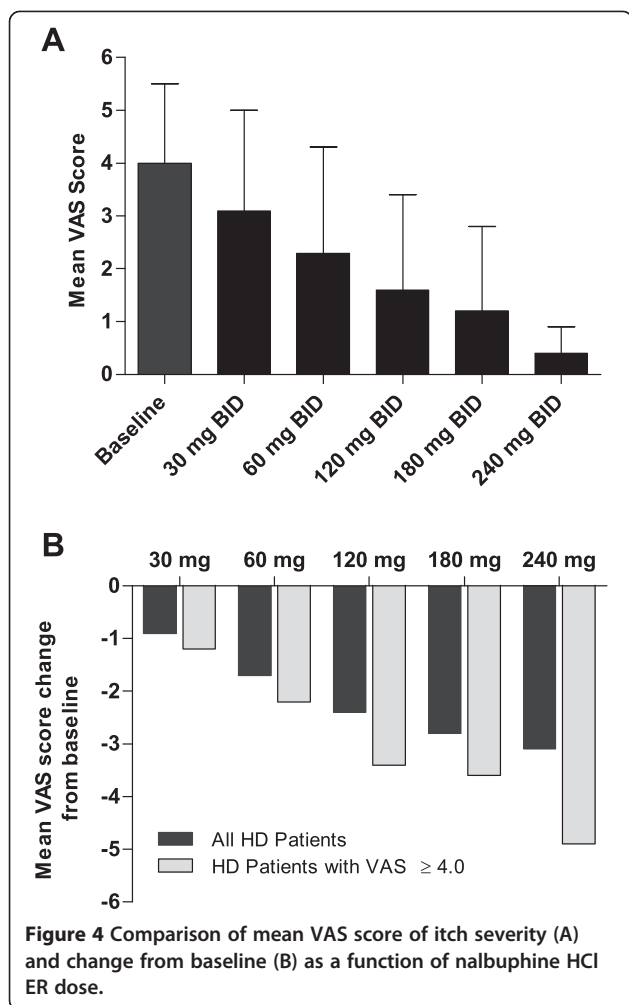 A
6
5
4
3
2
1
0
Mean VAS Score
Baseline
30 mg BID
60 mg BID
120 mg BID
180 mg BID
240 mg BID
B
30 mg 60 mg 120 mg 180 mg 240 mg
0
-1
-2
-3
-4
-5
-6
Mean VAS score change
from baseline
All HD Patients
HD Patients with VAS ≥ 4.0
Figure 4 Comparison of mean VAS score of itch severity (A)
and change from baseline (B) as a function of nalbuphine HCl
ER dose.